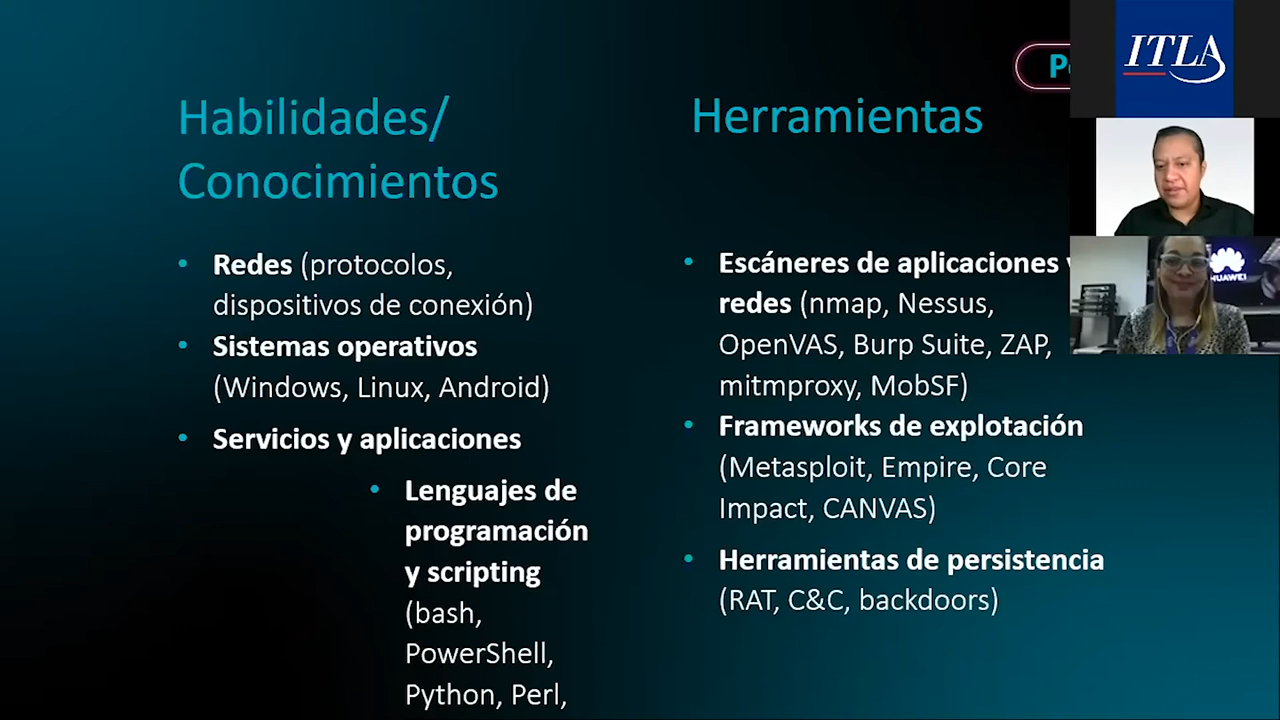 Habilidades/
Conocimientos
• Redes (protocolos,
dispositivos de conexión)
• Sistemas operativos
(Windows, Linux, Android)
• Servicios y aplicaciones
• Lenguajes de
programación
y scripting
(bash,
PowerShell,
Python, Perl,
Herramientas
• Escáneres de aplicaciones
redes (nmap, Nessus,
OpenVAS, Burp Suite, ZAP,
mitmproxy, MobSF)
• Frameworks de explotación
(Metasploit, Empire, Core
Impact, CANVAS)
• Herramientas de persistencia
(RAT, C&C, backdoors)
ITLA
HUAWEI